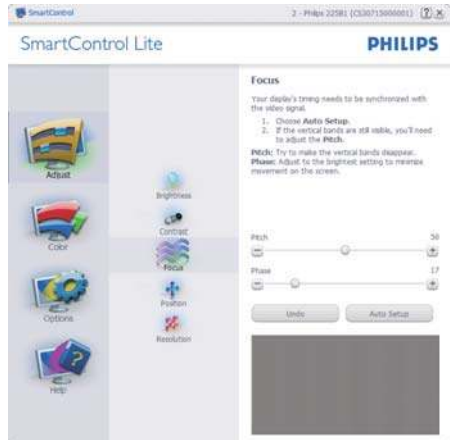 SmartControl
2 - Philips 225B1 (CS30713000001)
SmartControl Lite
PHILIPS
Adjust
Color
Options
Help
Brightness
Contrast
Focus
Position
Resolution
Focus
Your display's timing needs to be synchronized with
the video signal.
1. Choose Auto Setup.
2. If the vertical bands are still visible, you'll need
to adjust the Pitch.
Pitch: Try to make the vertical bands disappear.
Phase: Adjust to the brightest setting to minimize
movement on the screen.
Pitch 50
Phase 17
Undo Auto Setup